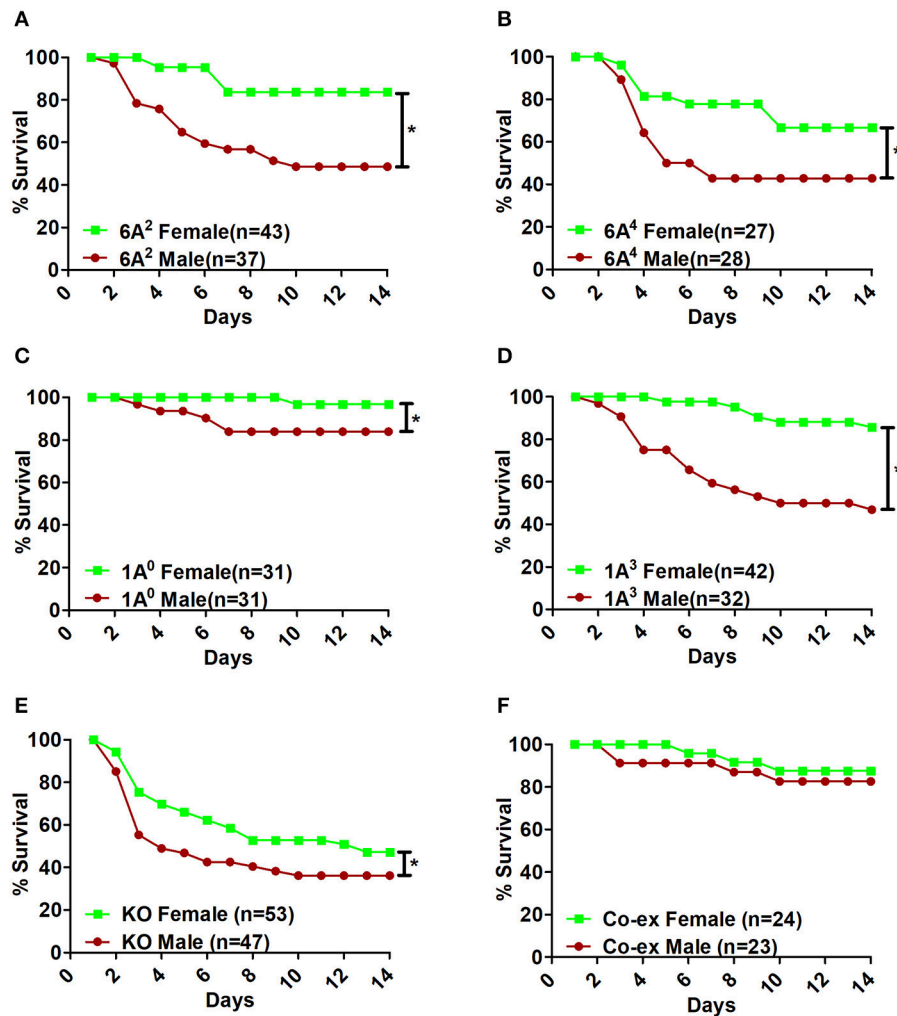 A
% Survival
100
80
60
40
20
0
6A² Female(n=43)
6A² Male(n=37)
*
0 2 4 6 8 10 12 14
Days
B
% Survival
100
80
60
40
20
0
6A⁴ Female(n=27)
6A⁴ Male(n=28)
*
0 2 4 6 8 10 12 14
Days
C
% Survival
100
80
60
40
20
0
1A⁰ Female(n=31)
1A⁰ Male(n=31)
*
0 2 4 6 8 10 12 14
Days
D
% Survival
100
80
60
40
20
0
1A³ Female(n=42)
1A³ Male(n=32)
*
0 2 4 6 8 10 12 14
Days
E
% Survival
100
80
60
40
20
0
KO Female (n=53)
KO Male (n=47)
*
0 2 4 6 8 10 12 14
Days
F
% Survival
100
80
60
40
20
0
Co-ex Female (n=24)
Co-ex Male (n=23)
0 2 4 6 8 10 12 14
Days